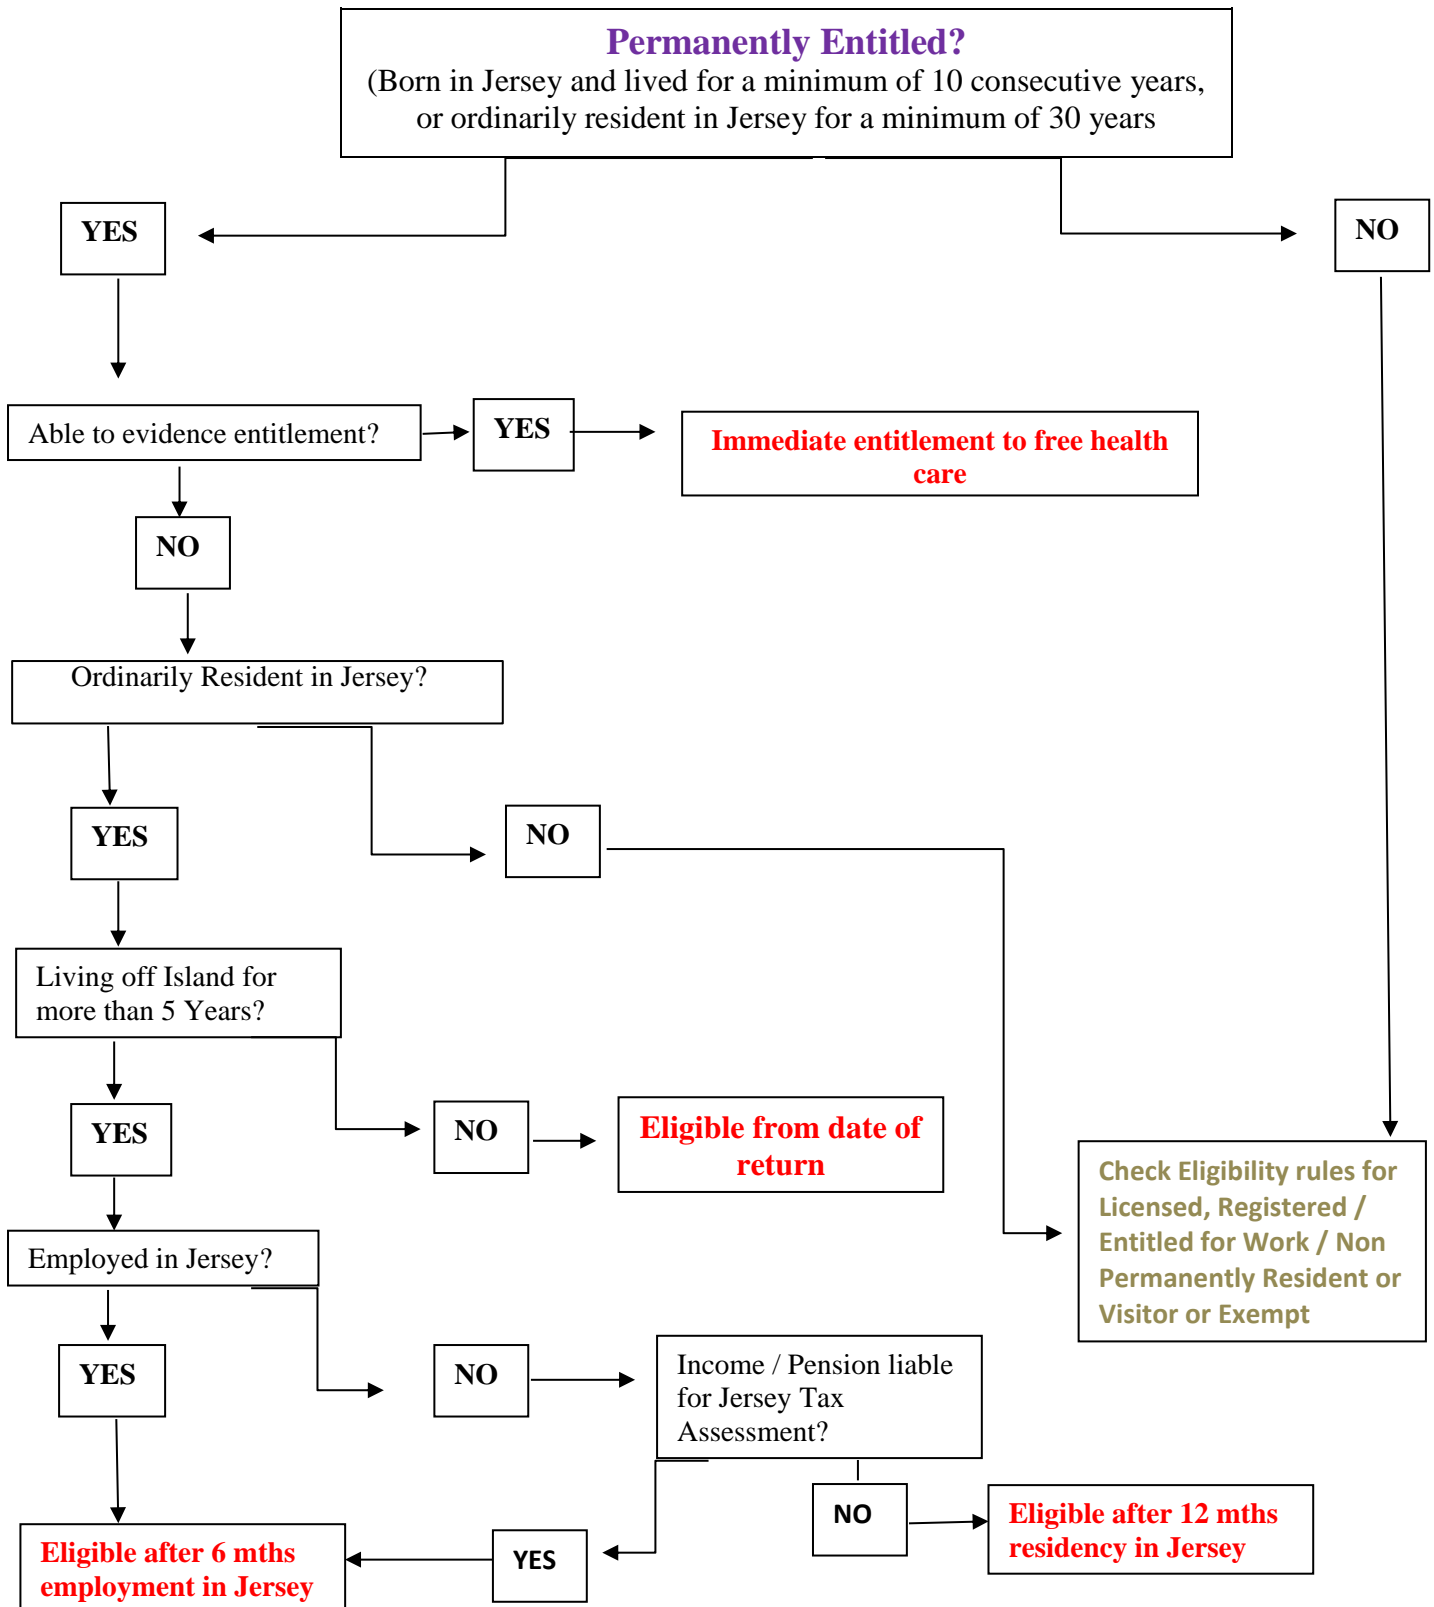 Permanently Entitled?
(Born in Jersey and lived for a minimum of 10 consecutive years,
or ordinarily resident in Jersey for a minimum of 30 years
YES
NO
Able to evidence entitlement?
YES
Immediate entitlement to free health
care
NO
Ordinarily Resident in Jersey?
YES
NO
Living off Island for
more than 5 Years?
YES
NO
Eligible from date of
return
Check Eligibility rules for
Licensed, Registered /
Entitled for Work / Non
Permanently Resident or
Visitor or Exempt
Employed in Jersey?
YES
NO
Income / Pension liable
for Jersey Tax
Assessment?
NO
Eligible after 12 mths
residency in Jersey
YES
Eligible after 6 mths
employment in Jersey